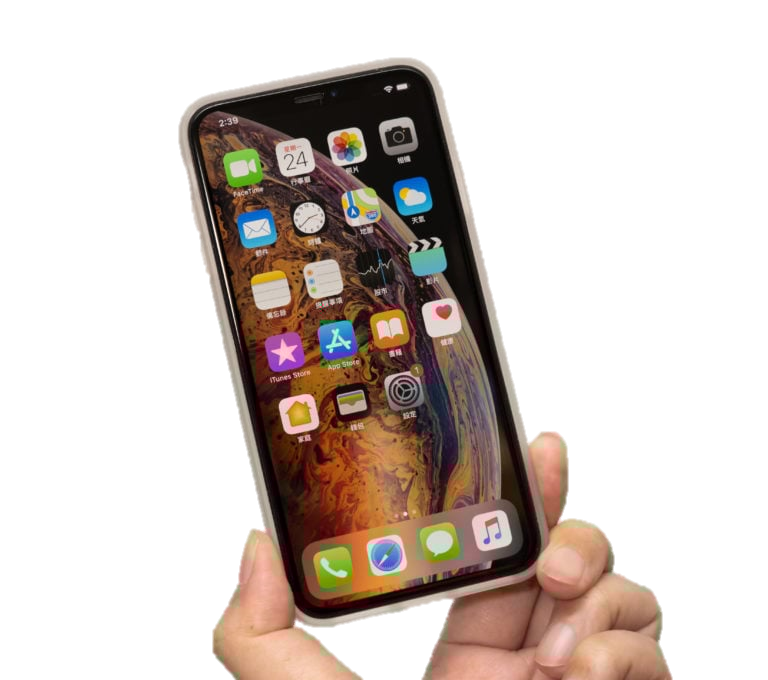 2:39
FaceTime
星期一
24
行事曆
照片
相機
郵件
時鐘
地圖
天氣
備忘錄
提醒事項
股市
影片
iTunes Store
App Store
書籍
健康
家庭
錢包
1
設定